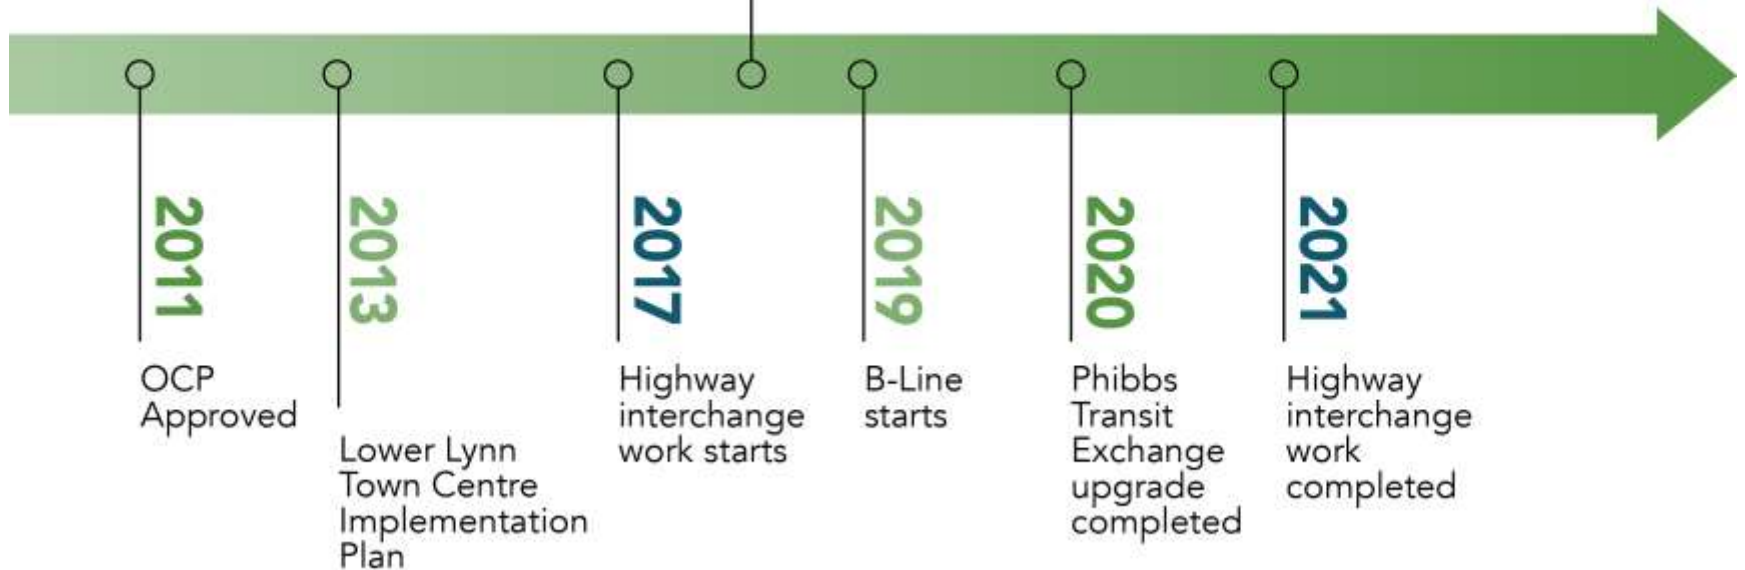 2011
OCP
Approved
2013
Lower Lynn
Town Centre
Implementation
Plan
2017
Highway
interchange
work starts
2019
B-Line
starts
2020
Phibbs
Transit
Exchange
upgrade
completed
2021
Highway
interchange
work
completed